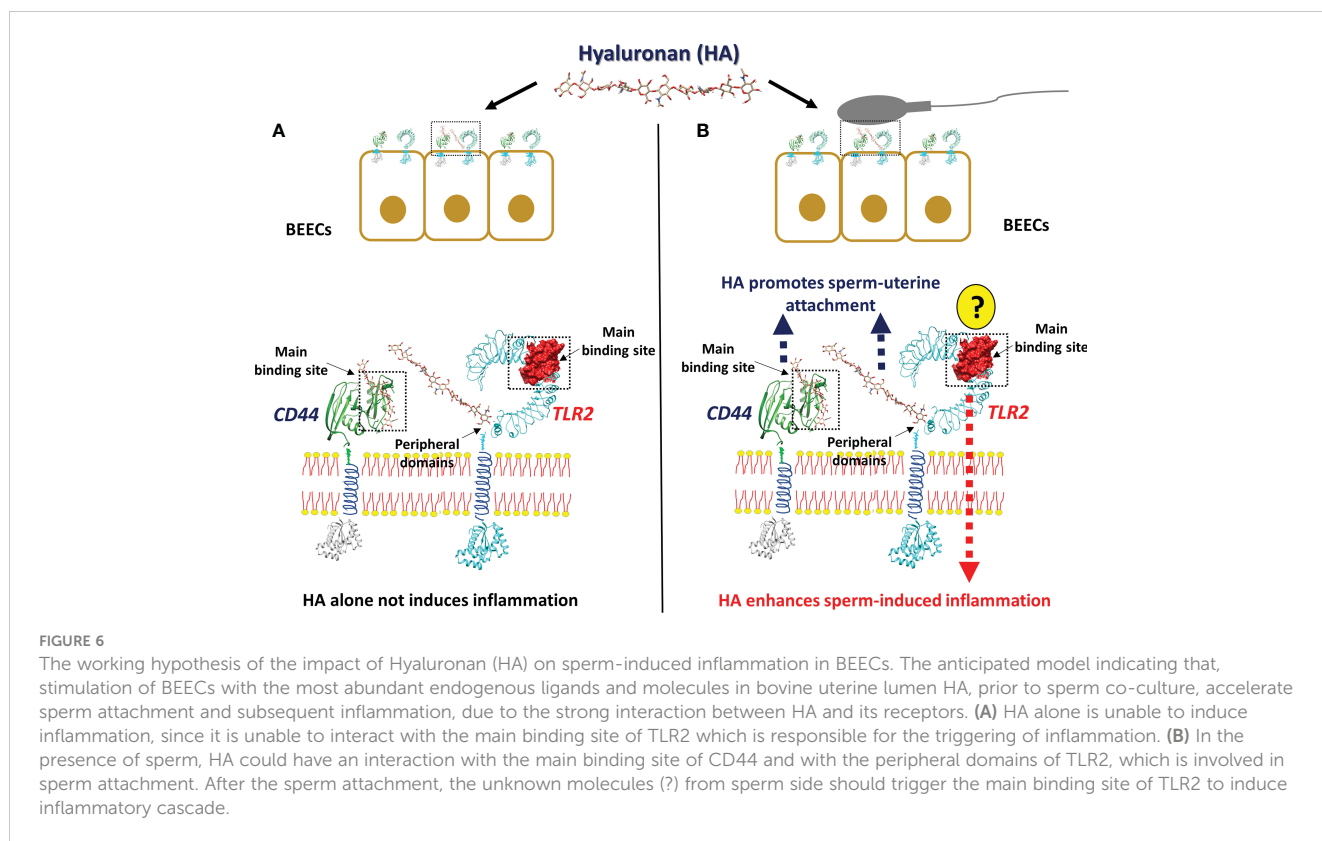 Hyaluronan (HA)
A
BEECs
Main
binding site
CD44
Main
binding site
TLR2
Peripheral
domains
HA alone not induces inflammation
B
BEECs
HA promotes sperm-uterine
attachment
?
Main
binding site
CD44
Main
binding site
TLR2
Peripheral
domains
HA enhances sperm-induced inflammation
FIGURE 6
The working hypothesis of the impact of Hyaluronan (HA) on sperm-induced inflammation in BEECs. The anticipated model indicating that,
stimulation of BEECs with the most abundant endogenous ligands and molecules in bovine uterine lumen HA, prior to sperm co-culture, accelerate
sperm attachment and subsequent inflammation, due to the strong interaction between HA and its receptors. (A) HA alone is unable to induce
inflammation, since it is unable to interact with the main binding site of TLR2 which is responsible for the triggering of inflammation. (B) In the
presence of sperm, HA could have an interaction with the main binding site of CD44 and with the peripheral domains of TLR2, which is involved in
sperm attachment. After the sperm attachment, the unknown molecules (?) from sperm side should trigger the main binding site of TLR2 to induce
inflammatory cascade.